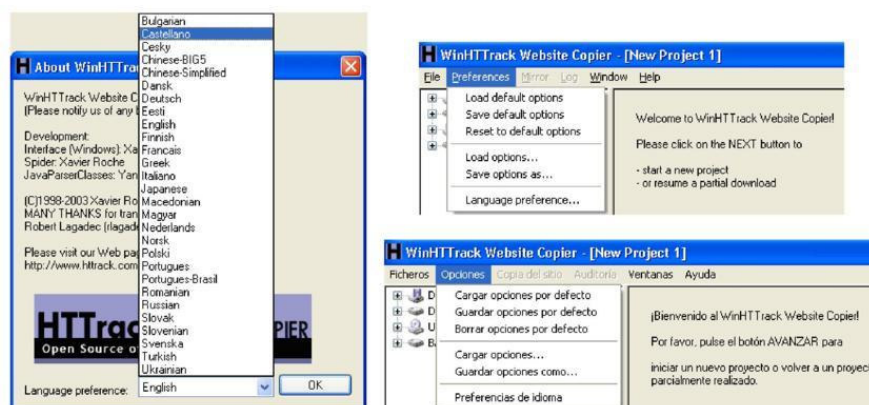 Bulgarian
Castellano
Cesky
Chinese-BIG5
Chinese-Simplified
Dansk
Deutsch
Eesti
English
Finnish
Francais
Greek
Italiano
Japanese
Macedonian
Magyar
Nederlands
Norsk
Polski
Portugues
Portugues-Brasil
Romanian
Russian
Slovak
Slovenian
Svenska
Turkish
Ukrainian
About WinHTTra
WinHTTrack Website C
(Please notify us of any
Development:
Interface (Windows): Xa
Spider: Xavier Roche
JavaParserClasses: Yan
(C)1998-2003 Xavier Ro
MANY THANKS for tran
Robert Lagadec (rlagade
Please visit our Web pag
http://www.httrack.com
HTTrac
PIER
Open Source o
Language preference: English OK
WinHTTrack Website Copier - [New Project 1]
File Preferences Mirror Log Window Help
Load default options
Save default options
Reset to default options
Load options...
Save options as...
Language preference...
Welcome to WinHTTrack Website Copier!
Please click on the NEXT button to
- start a new project
- or resume a partial download
WinHTTrack Website Copier - [New Project 1]
Ficheros Opciones Copia del sitio Auditoría Ventanas Ayuda
Cargar opciones por defecto
Guardar opciones por defecto
Borrar opciones por defecto
Cargar opciones...
Guardar opciones como...
Preferencias de idioma
¡Bienvenido al WinHTTrack Website Copier!
Por favor, pulse el botón AVANZAR para
iniciar un nuevo proyecto o volver a un proyec
parcialmente realizado.